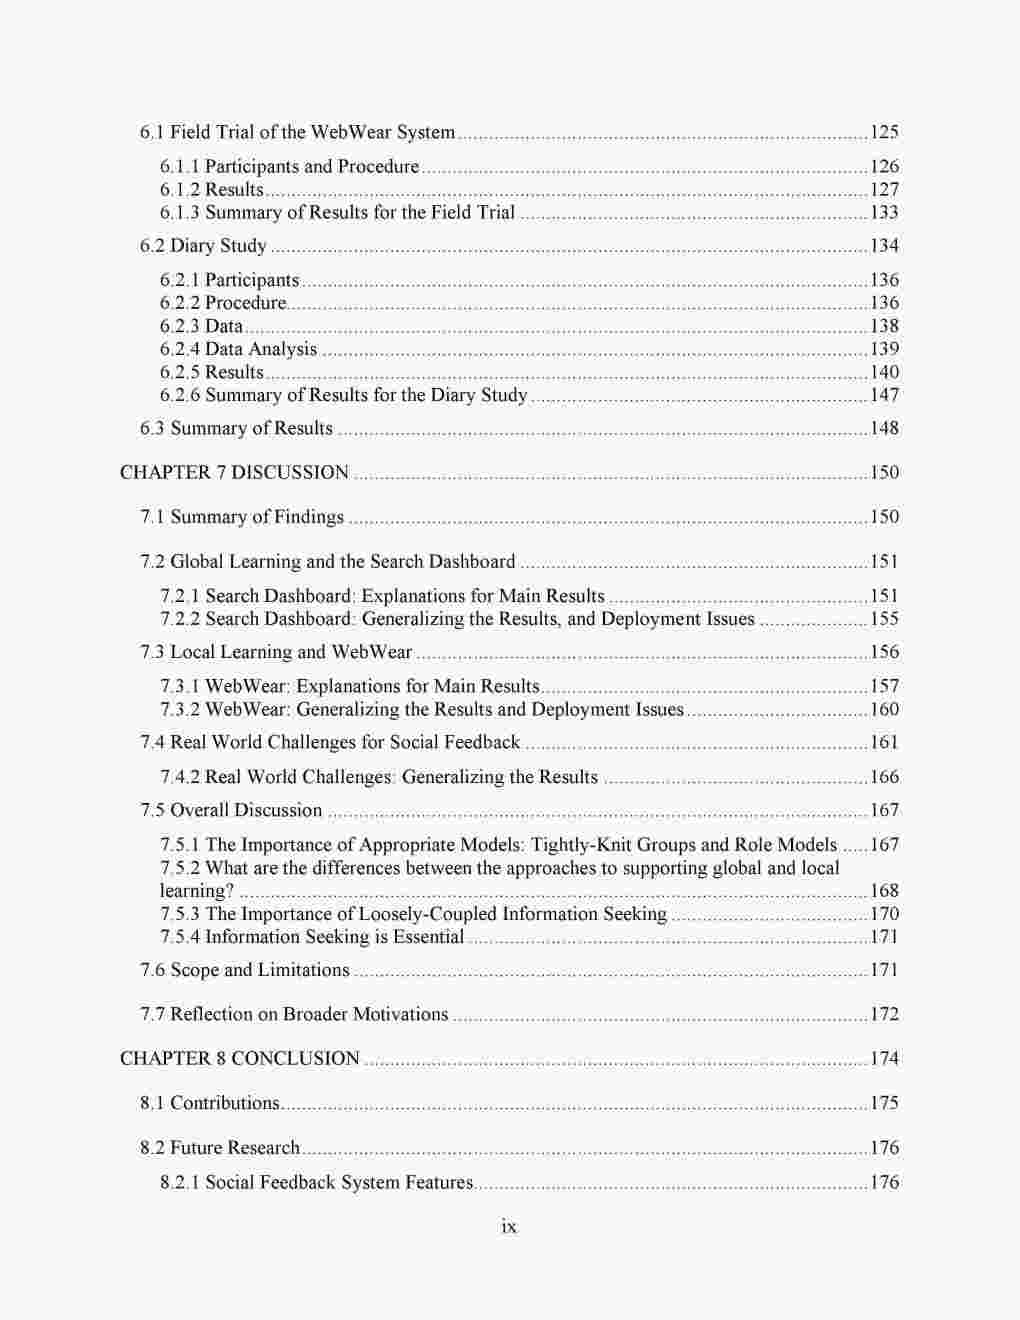 6.1 Field Trial of the WebWear System ........ 125
6.1.1 Participants and Procedure ........ 126
6.1.2 Results ........ 127
6.1.3 Summary of Results for the Field Trial ........ 133
6.2 Diary Study ........ 134
6.2.1 Participants ........ 136
6.2.2 Procedure ........ 136
6.2.3 Data ........ 138
6.2.4 Data Analysis ........ 139
6.2.5 Results ........ 140
6.2.6 Summary of Results for the Diary Study ........ 147
6.3 Summary of Results ........ 148
CHAPTER 7 DISCUSSION ........ 150
7.1 Summary of Findings ........ 150
7.2 Global Learning and the Search Dashboard ........ 151
7.2.1 Search Dashboard: Explanations for Main Results ........ 151
7.2.2 Search Dashboard: Generalizing the Results, and Deployment Issues ........ 155
7.3 Local Learning and WebWear ........ 156
7.3.1 WebWear: Explanations for Main Results ........ 157
7.3.2 WebWear: Generalizing the Results and Deployment Issues ........ 160
7.4 Real World Challenges for Social Feedback ........ 161
7.4.2 Real World Challenges: Generalizing the Results ........ 166
7.5 Overall Discussion ........ 167
7.5.1 The Importance of Appropriate Models: Tightly-Knit Groups and Role Models ..... 167
7.5.2 What are the differences between the approaches to supporting global and local
learning? ........ 168
7.5.3 The Importance of Loosely-Coupled Information Seeking ........ 170
7.5.4 Information Seeking is Essential ........ 171
7.6 Scope and Limitations ........ 171
7.7 Reflection on Broader Motivations ........ 172
CHAPTER 8 CONCLUSION ........ 174
8.1 Contributions ........ 175
8.2 Future Research ........ 176
8.2.1 Social Feedback System Features ........ 176
ix